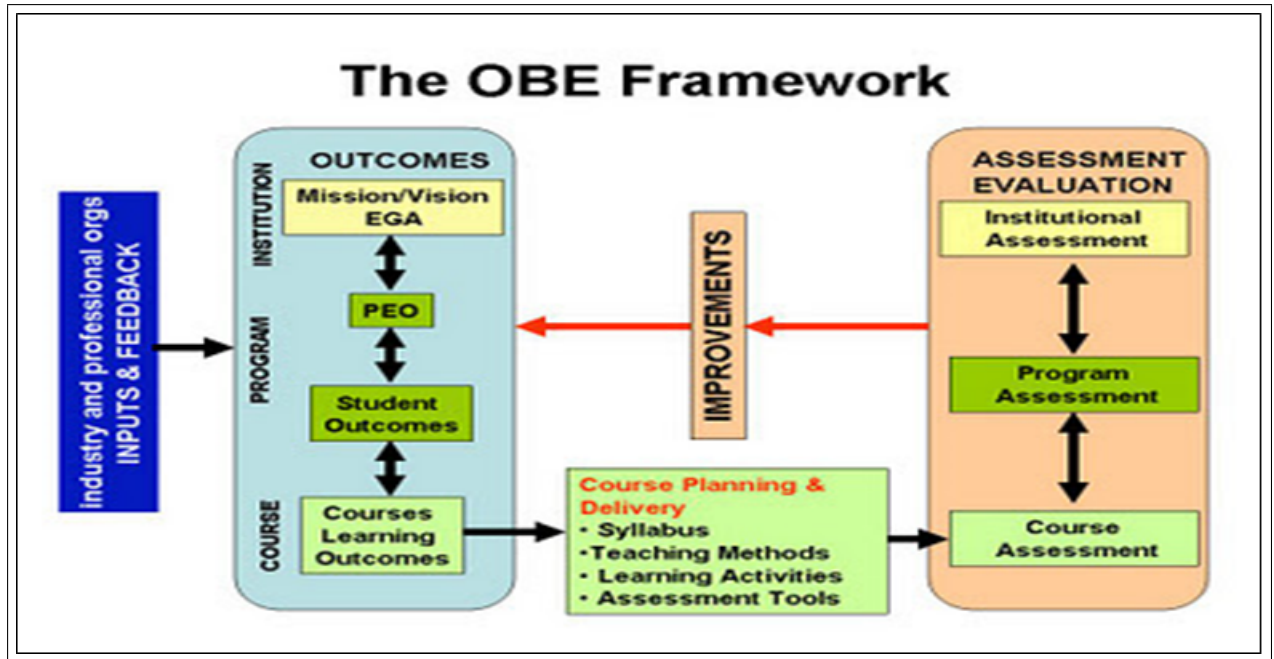 The OBE Framework
industry and professional orgs
INPUTS & FEEDBACK
OUTCOMES
INSTITUTION
Mission/Vision
EGA
PROGRAM
PEO
Student
Outcomes
COURSE
Courses
Learning
Outcomes
IMPROVEMENTS
Course Planning &
Delivery
• Syllabus
•Teaching Methods
• Learning Activities
• Assessment Tools
ASSESSMENT
EVALUATION
Institutional
Assessment
Program
Assessment
Course
Assessment